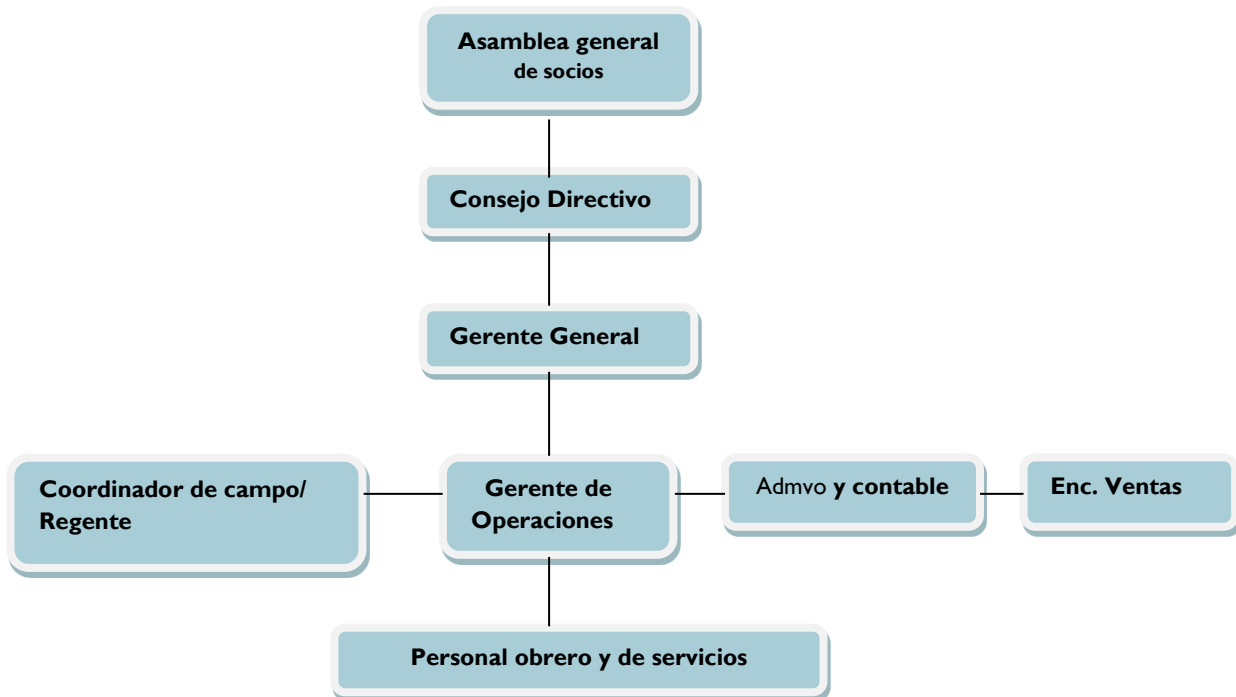 Asamblea general
de socios
Consejo Directivo
Gerente General
Coordinador de campo/
Regente
Gerente de
Operaciones
Admvo y contable
Enc. Ventas
Personal obrero y de servicios